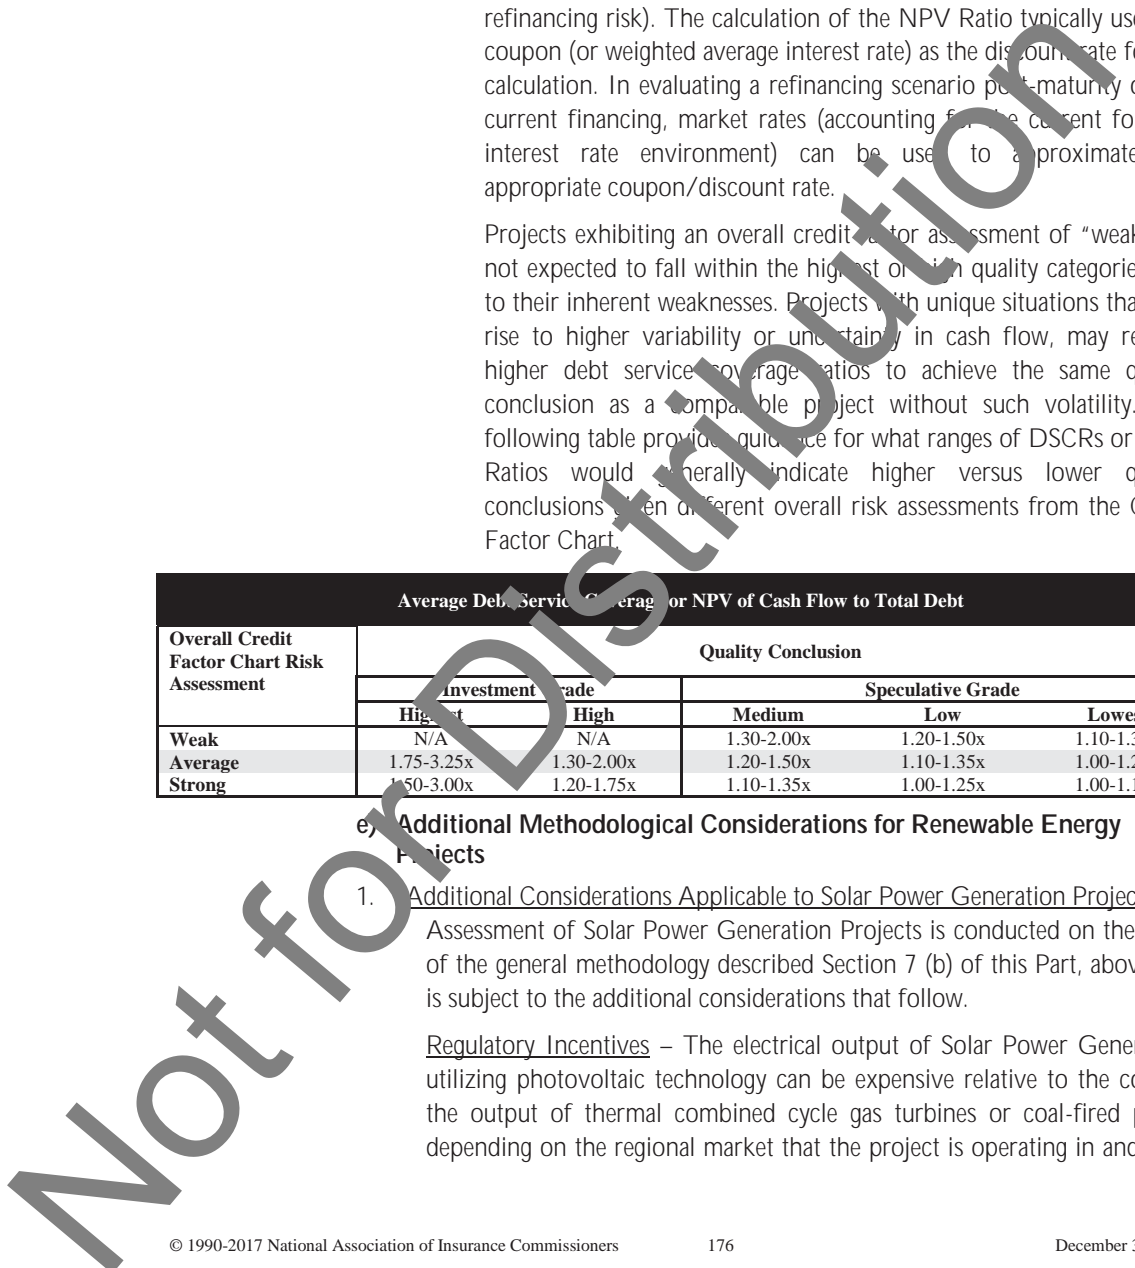 refinancing risk). The calculation of the NPV Ratio typically
coupon (or weighted average interest rate) as the discount rate
calculation. In evaluating a refinancing scenario post-maturity
current financing, market rates (accounting for the current
interest rate environment) can be used to approximate
appropriate coupon/discount rate.
Projects exhibiting an overall credit factor assessment of “weak
not expected to fall within the highest or high quality
to their inherent weaknesses. Projects with unique situations
rise to higher variability or uncertainty in cash flow, may
higher debt service coverage ratios to achieve the same
conclusion as a comparable project without such volatility.
following table provides guidance for what ranges of DSCRs or
Ratios would generally indicate higher versus lower
conclusions given different overall risk assessments from the
Factor Chart.
Average Debt Service Coverage or NPV of Cash Flow to Total Debt
Overall Credit Factor Chart Risk Assessment Quality Conclusion
Investment Grade Speculative Grade
Highest High Medium Low
Weak N/A N/A 1.30-2.00x 1.20-1.50x
Average 1.75-3.25x 1.30-2.00x 1.20-1.50x 1.10-1.35x
Strong 1.50-3.00x 1.20-1.75x 1.10-1.35x 1.00-1.25x
e) Additional Methodological Considerations for Renewable Energy
Projects
1. Additional Considerations Applicable to Solar Power Generation
Assessment of Solar Power Generation Projects is conducted on the
of the general methodology described Section 7 (b) of this Part,
is subject to the additional considerations that follow.
Regulatory Incentives – The electrical output of Solar Power
utilizing photovoltaic technology can be expensive relative to the
the output of thermal combined cycle gas turbines or coal-fired
depending on the regional market that the project is operating in
© 1990-2017 National Association of Insurance Commissioners 176 December
Not for Distribution